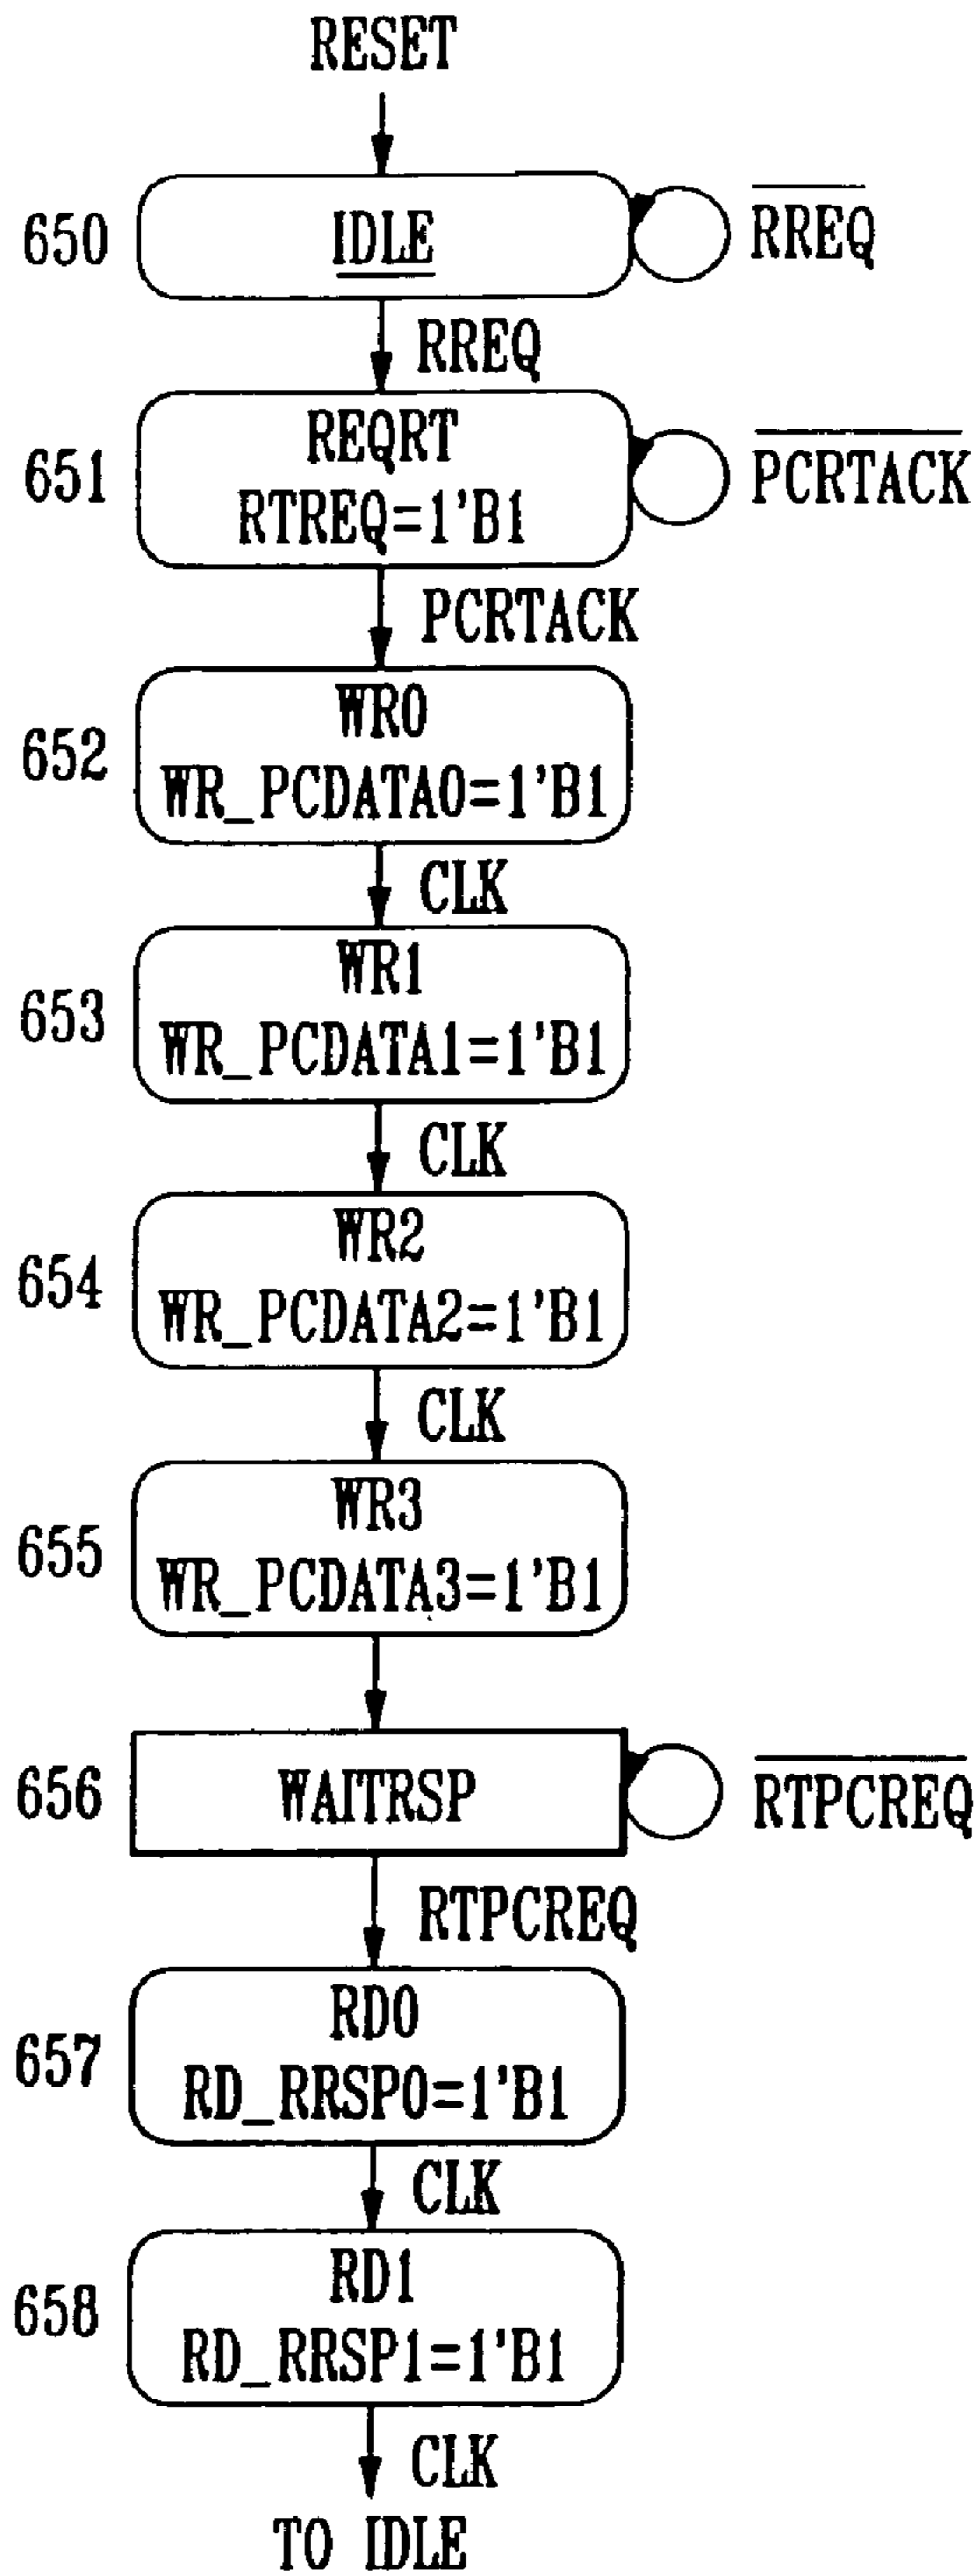 RESET
650
IDLE
RREQ
RREQ
651
REQRT
RTREQ=1'B1
PCRTACK
PCRTACK
652
WR0
WR_PCDATA0=1'B1
CLK
653
WR1
WR_PCDATA1=1'B1
CLK
654
WR2
WR_PCDATA2=1'B1
CLK
655
WR3
WR_PCDATA3=1'B1
656
WAITRSP
RTPCREQ
RTPCREQ
657
RD0
RD_RRSP0=1'B1
CLK
658
RD1
RD_RRSP1=1'B1
CLK
TO IDLE